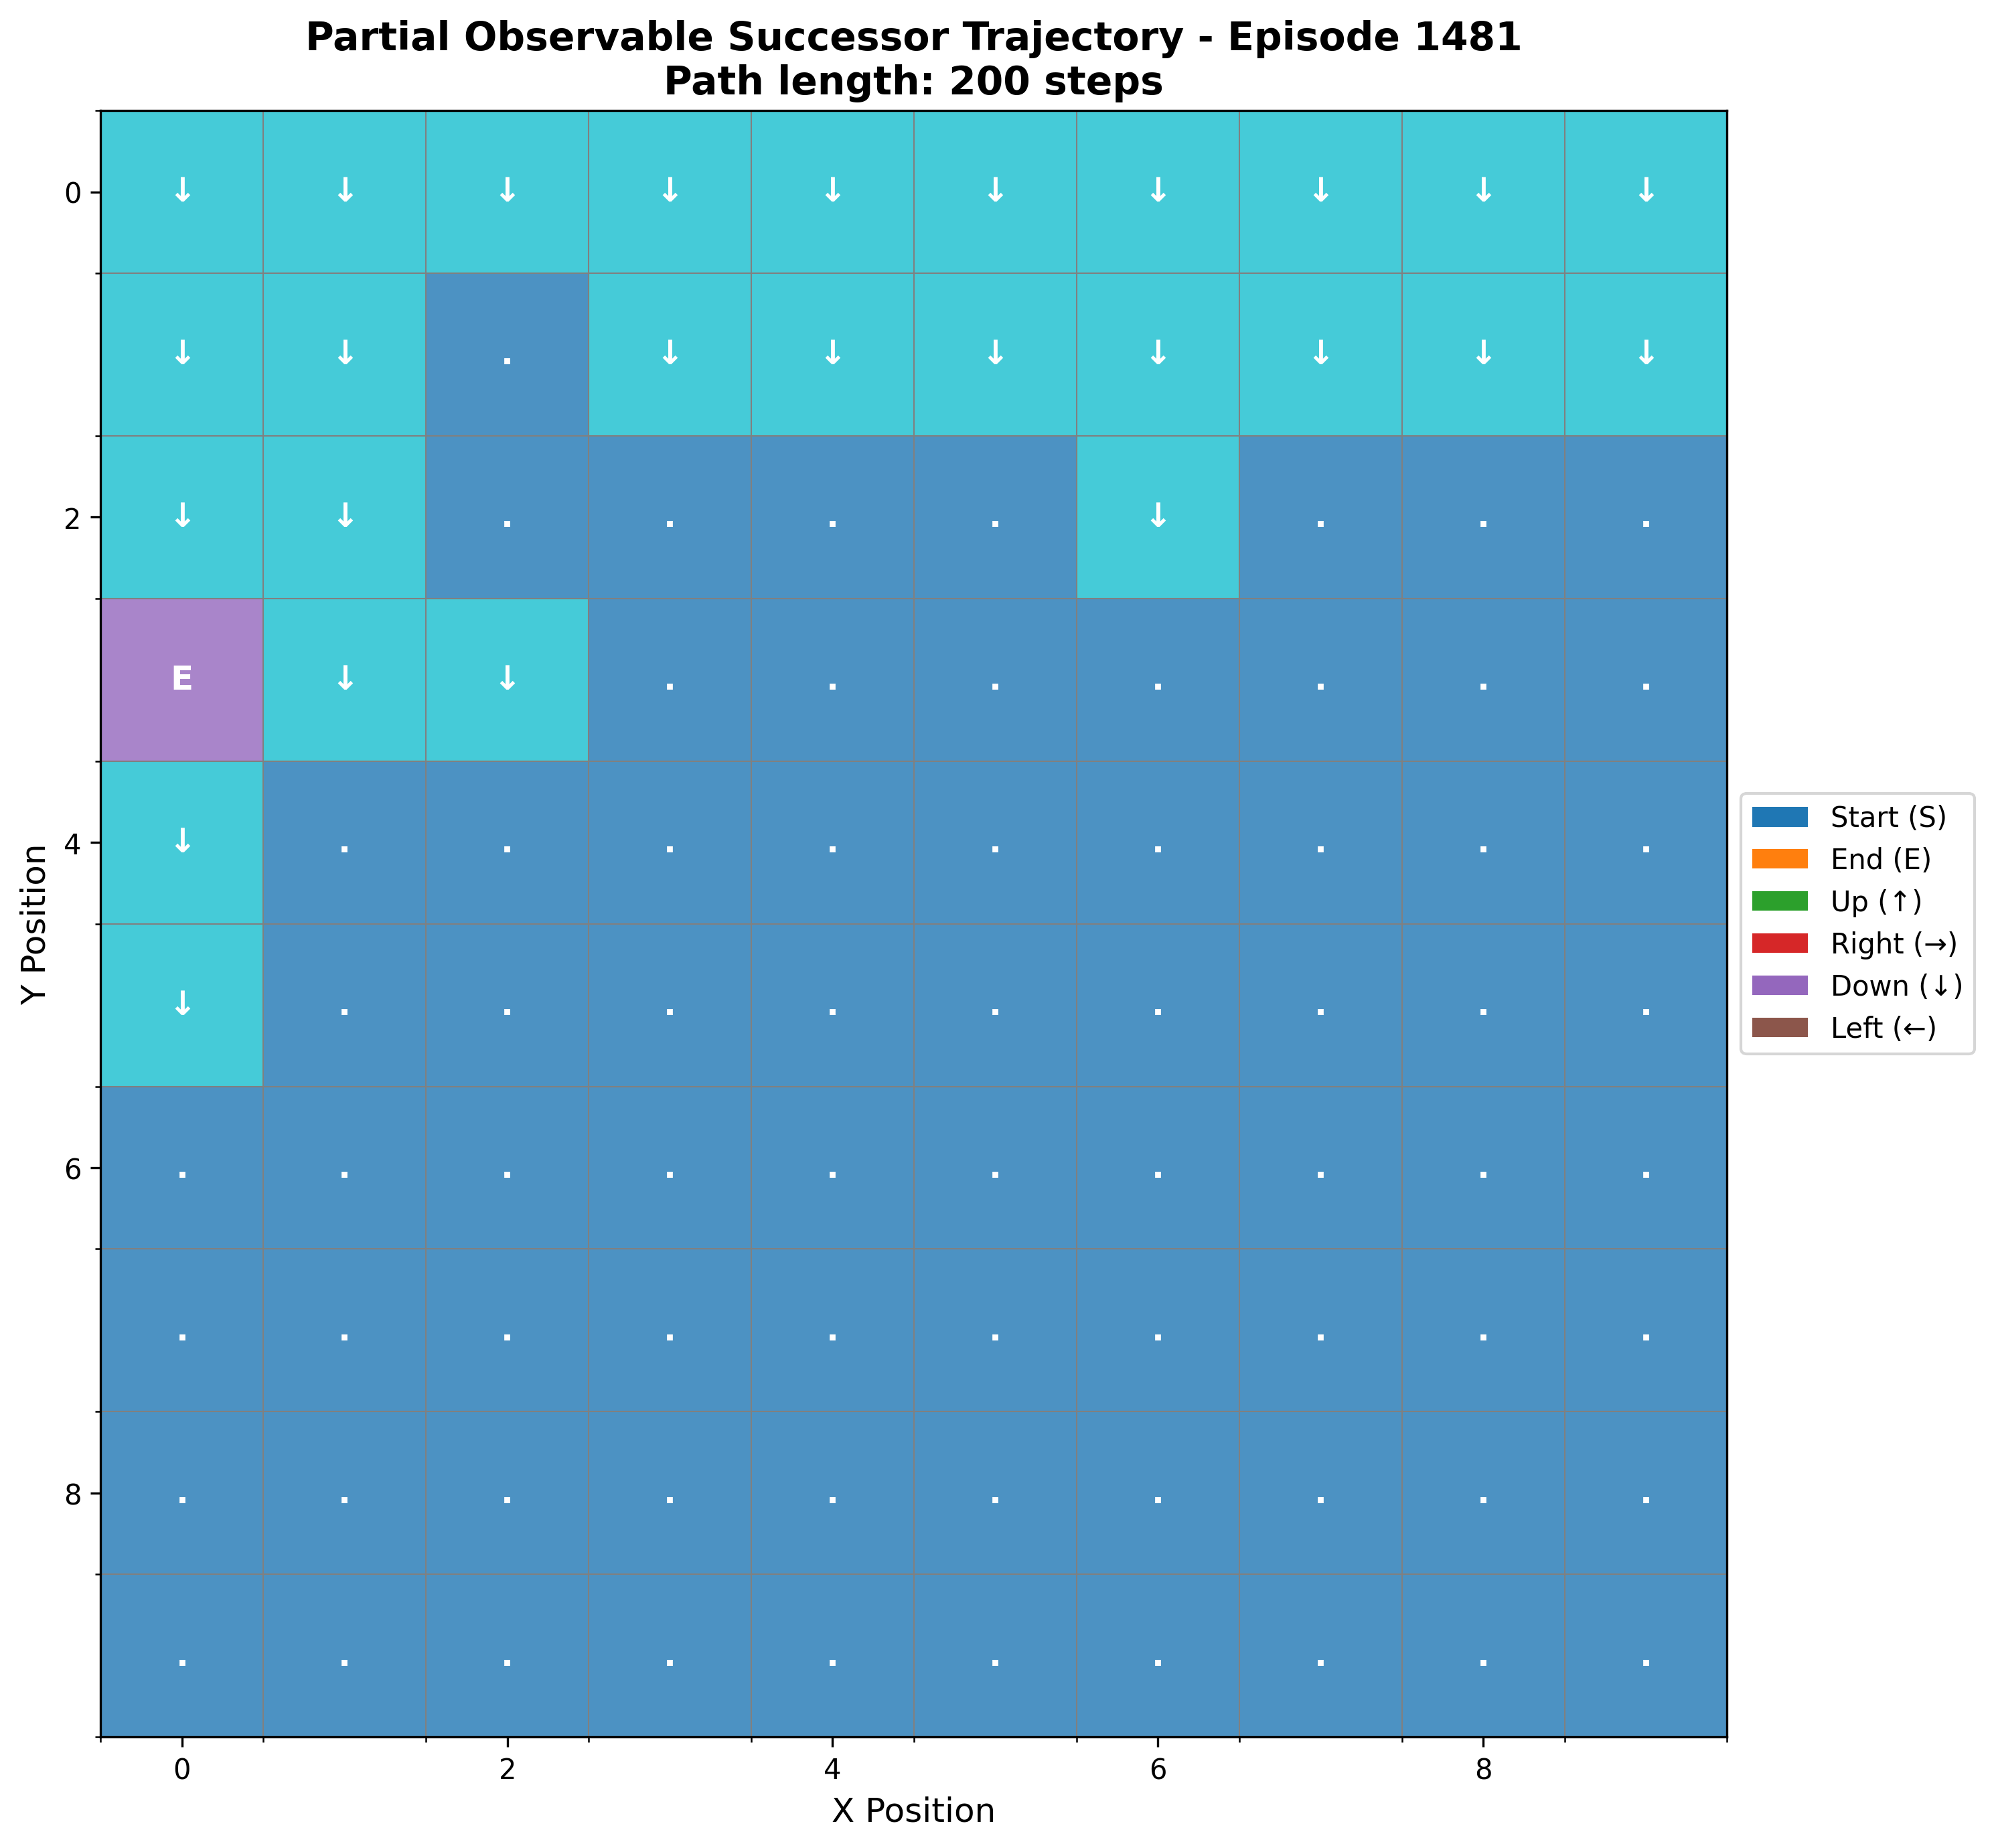 Partial Observable Successor Trajectory - Episode 1481
Path length: 200 steps
0 ↓ ↓ ↓ ↓ ↓ ↓ ↓ ↓ ↓ ↓
↓ ↓ . ↓ ↓ ↓ ↓ ↓ ↓ ↓
2 ↓ ↓ . . . . ↓ . . .
E ↓ ↓ . . . . . . .
4 ↓ . . . . . . . . .
↓ . . . . . . . . .
6 . . . . . . . . . .
. . . . . . . . . .
8 . . . . . . . . . .
. . . . . . . . . .
0 2 4 6 8
X Position
Y Position
Start (S)
End (E)
Up (↑)
Right (→)
Down (↓)
Left (←)